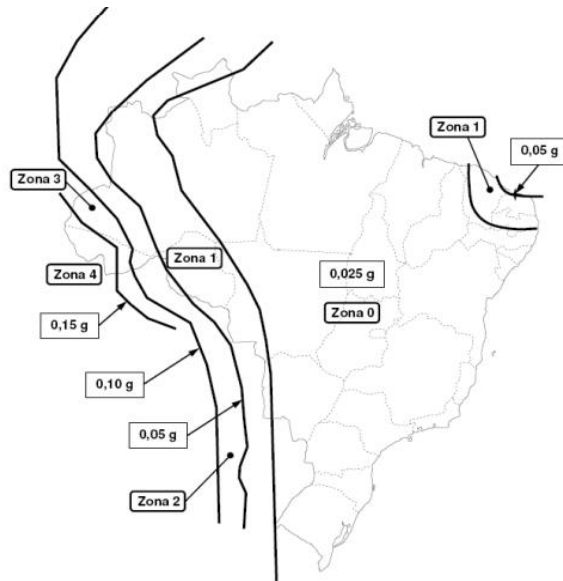 Zona 1
0,05 g
Zona 3
Zona 1
Zona 4
0,025 g
Zona 0
0,15 g
0,10 g
0,05 g
Zona 2